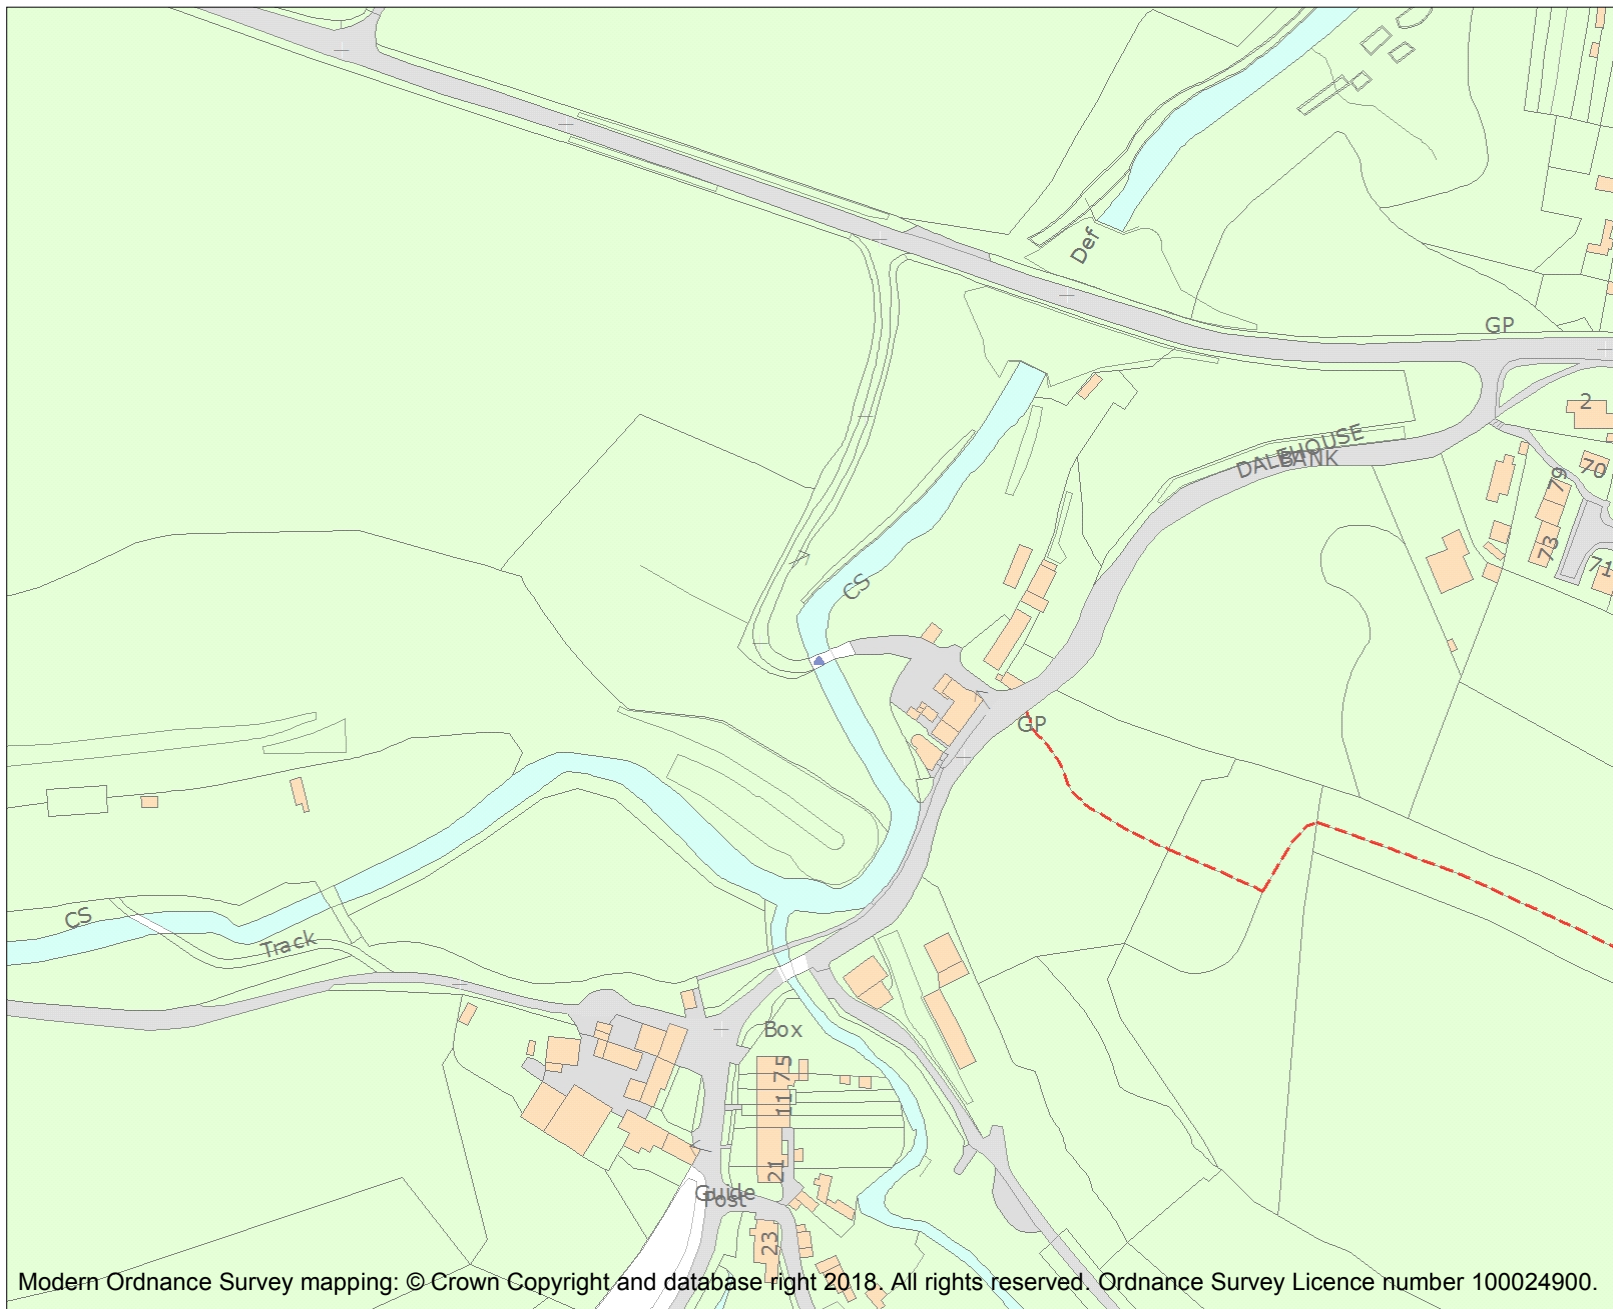 Def
GP
2
DALEHOUSE
BANK
79
70
73
71
CS
GP
CS
Track
Box
75
11
21
Guide
Post
23
Modern Ordnance Survey mapping: © Crown Copyright and database right 2018. All rights reserved. Ordnance Survey Licence number 100024900.